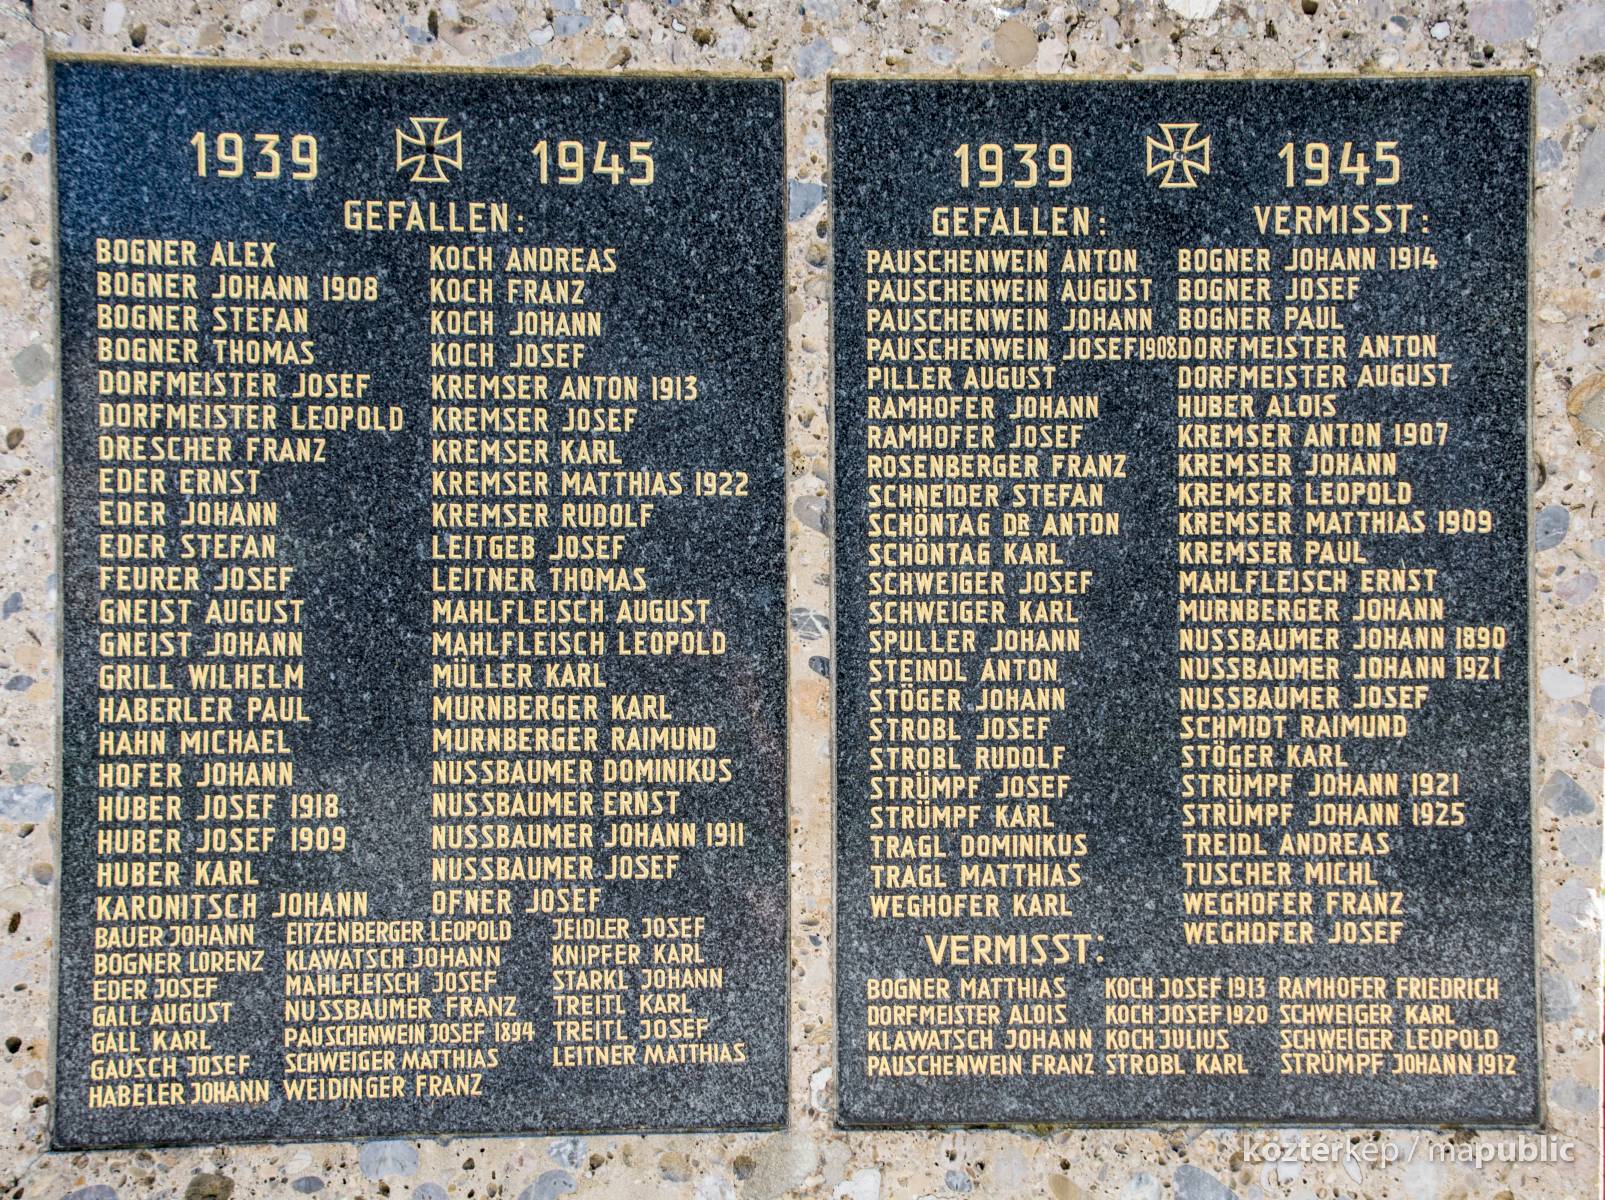 1939 1945
GEFALLEN:
BOGNER ALEX
BOGNER JOHANN 1908
BOGNER STEFAN
BOGNER THOMAS
DORFMEISTER JOSEF
DORFMEISTER LEOPOLD
DRESCHER FRANZ
EDER ERNST
EDER JOHANN
EDER STEFAN
FEURER JOSEF
GNEIST AUGUST
GNEIST JOHANN
GRILL WILHELM
HABERLER PAUL
HAHN MICHAEL
HOFER JOHANN
HUBER JOSEF 1918
HUBER JOSEF 1909
HUBER KARL
KARONITSCH JOHANN
KOCH ANDREAS
KOCH FRANZ
KOCH JOHANN
KOCH JOSEF
KREMSER ANTON 1913
KREMSER JOSEF
KREMSER KARL
KREMSER MATTHIAS 1922
KREMSER RUDOLF
LEITGEB JOSEF
LEITNER THOMAS
MAHLFLEISCH AUGUST
MAHLFLEISCH LEOPOLD
MÜLLER KARL
MURNBERGER KARL
MURNBERGER RAIMUND
NUSSBAUMER DOMINIKUS
NUSSBAUMER ERNST
NUSSBAUMER JOHANN 1911
NUSSBAUMER JOSEF
OFNER JOSEF
BAUER JOHANN
BOGNER LORENZ
EDER JOSEF
GALL AUGUST
GALL KARL
GAUSCH JOSEF
HABELER JOHANN
EITZENBERGER LEOPOLD
KLAWATSCH JOHANN
MAHLFLEISCH JOSEF
NUSSBAUMER FRANZ
PAUSCHENWEIN JOSEF 1894
SCHWEIGER MATTHIAS
WEIDINGER FRANZ
JEIDLER JOSEF
KNIPFER KARL
STARKL JOHANN
TREITL KARL
TREITL JOSEF
LEITNER MATTHIAS
1939 1945
GEFALLEN:
PAUSCHENWEIN ANTON
PAUSCHENWEIN AUGUST
PAUSCHENWEIN JOHANN
PAUSCHENWEIN JOSEF 1908
PILLER AUGUST
RAMHOFER JOHANN
RAMHOFER JOSEF
ROSENBERGER FRANZ
SCHNEIDER STEFAN
SCHÖNTAG DR ANTON
SCHÖNTAG KARL
SCHWEIGER JOSEF
SCHWEIGER KARL
SPULLER JOHANN
STEINDL ANTON
STÖGER JOHANN
STROBL JOSEF
STROBL RUDOLF
STRÜMPF JOSEF
STRÜMPF KARL
TRAGL DOMINIKUS
TRAGL MATTHIAS
WEGHOFER KARL
VERMISST:
BOGNER JOHANN 1914
BOGNER JOSEF
BOGNER PAUL
DORFMEISTER ANTON
DORFMEISTER AUGUST
HUBER ALOIS
KREMSER ANTON 1907
KREMSER JOHANN
KREMSER LEOPOLD
KREMSER MATTHIAS 1909
KREMSER PAUL
MAHLFLEISCH ERNST
MURNBERGER JOHANN
NUSSBAUMER JOHANN 1890
NUSSBAUMER JOHANN 1921
NUSSBAUMER JOSEF
SCHMIDT RAIMUND
STÖGER KARL
STRÜMPF JOHANN 1921
STRÜMPF JOHANN 1925
TREIDL ANDREAS
TUSCHER MICHL
WEGHOFER FRANZ
WEGHOFER JOSEF
VERMISST:
BOGNER MATTHIAS
DORFMEISTER ALOIS
KLAWATSCH JOHANN
PAUSCHENWEIN FRANZ
KOCH JOSEF 1913
KOCH JOSEF 1920
KOCH JULIUS
STROBL KARL
RAMHOFER FRIEDRICH
SCHWEIGER KARL
SCHWEIGER LEOPOLD
STRÜMPF JOHANN 1912
köztérkép / mapublic